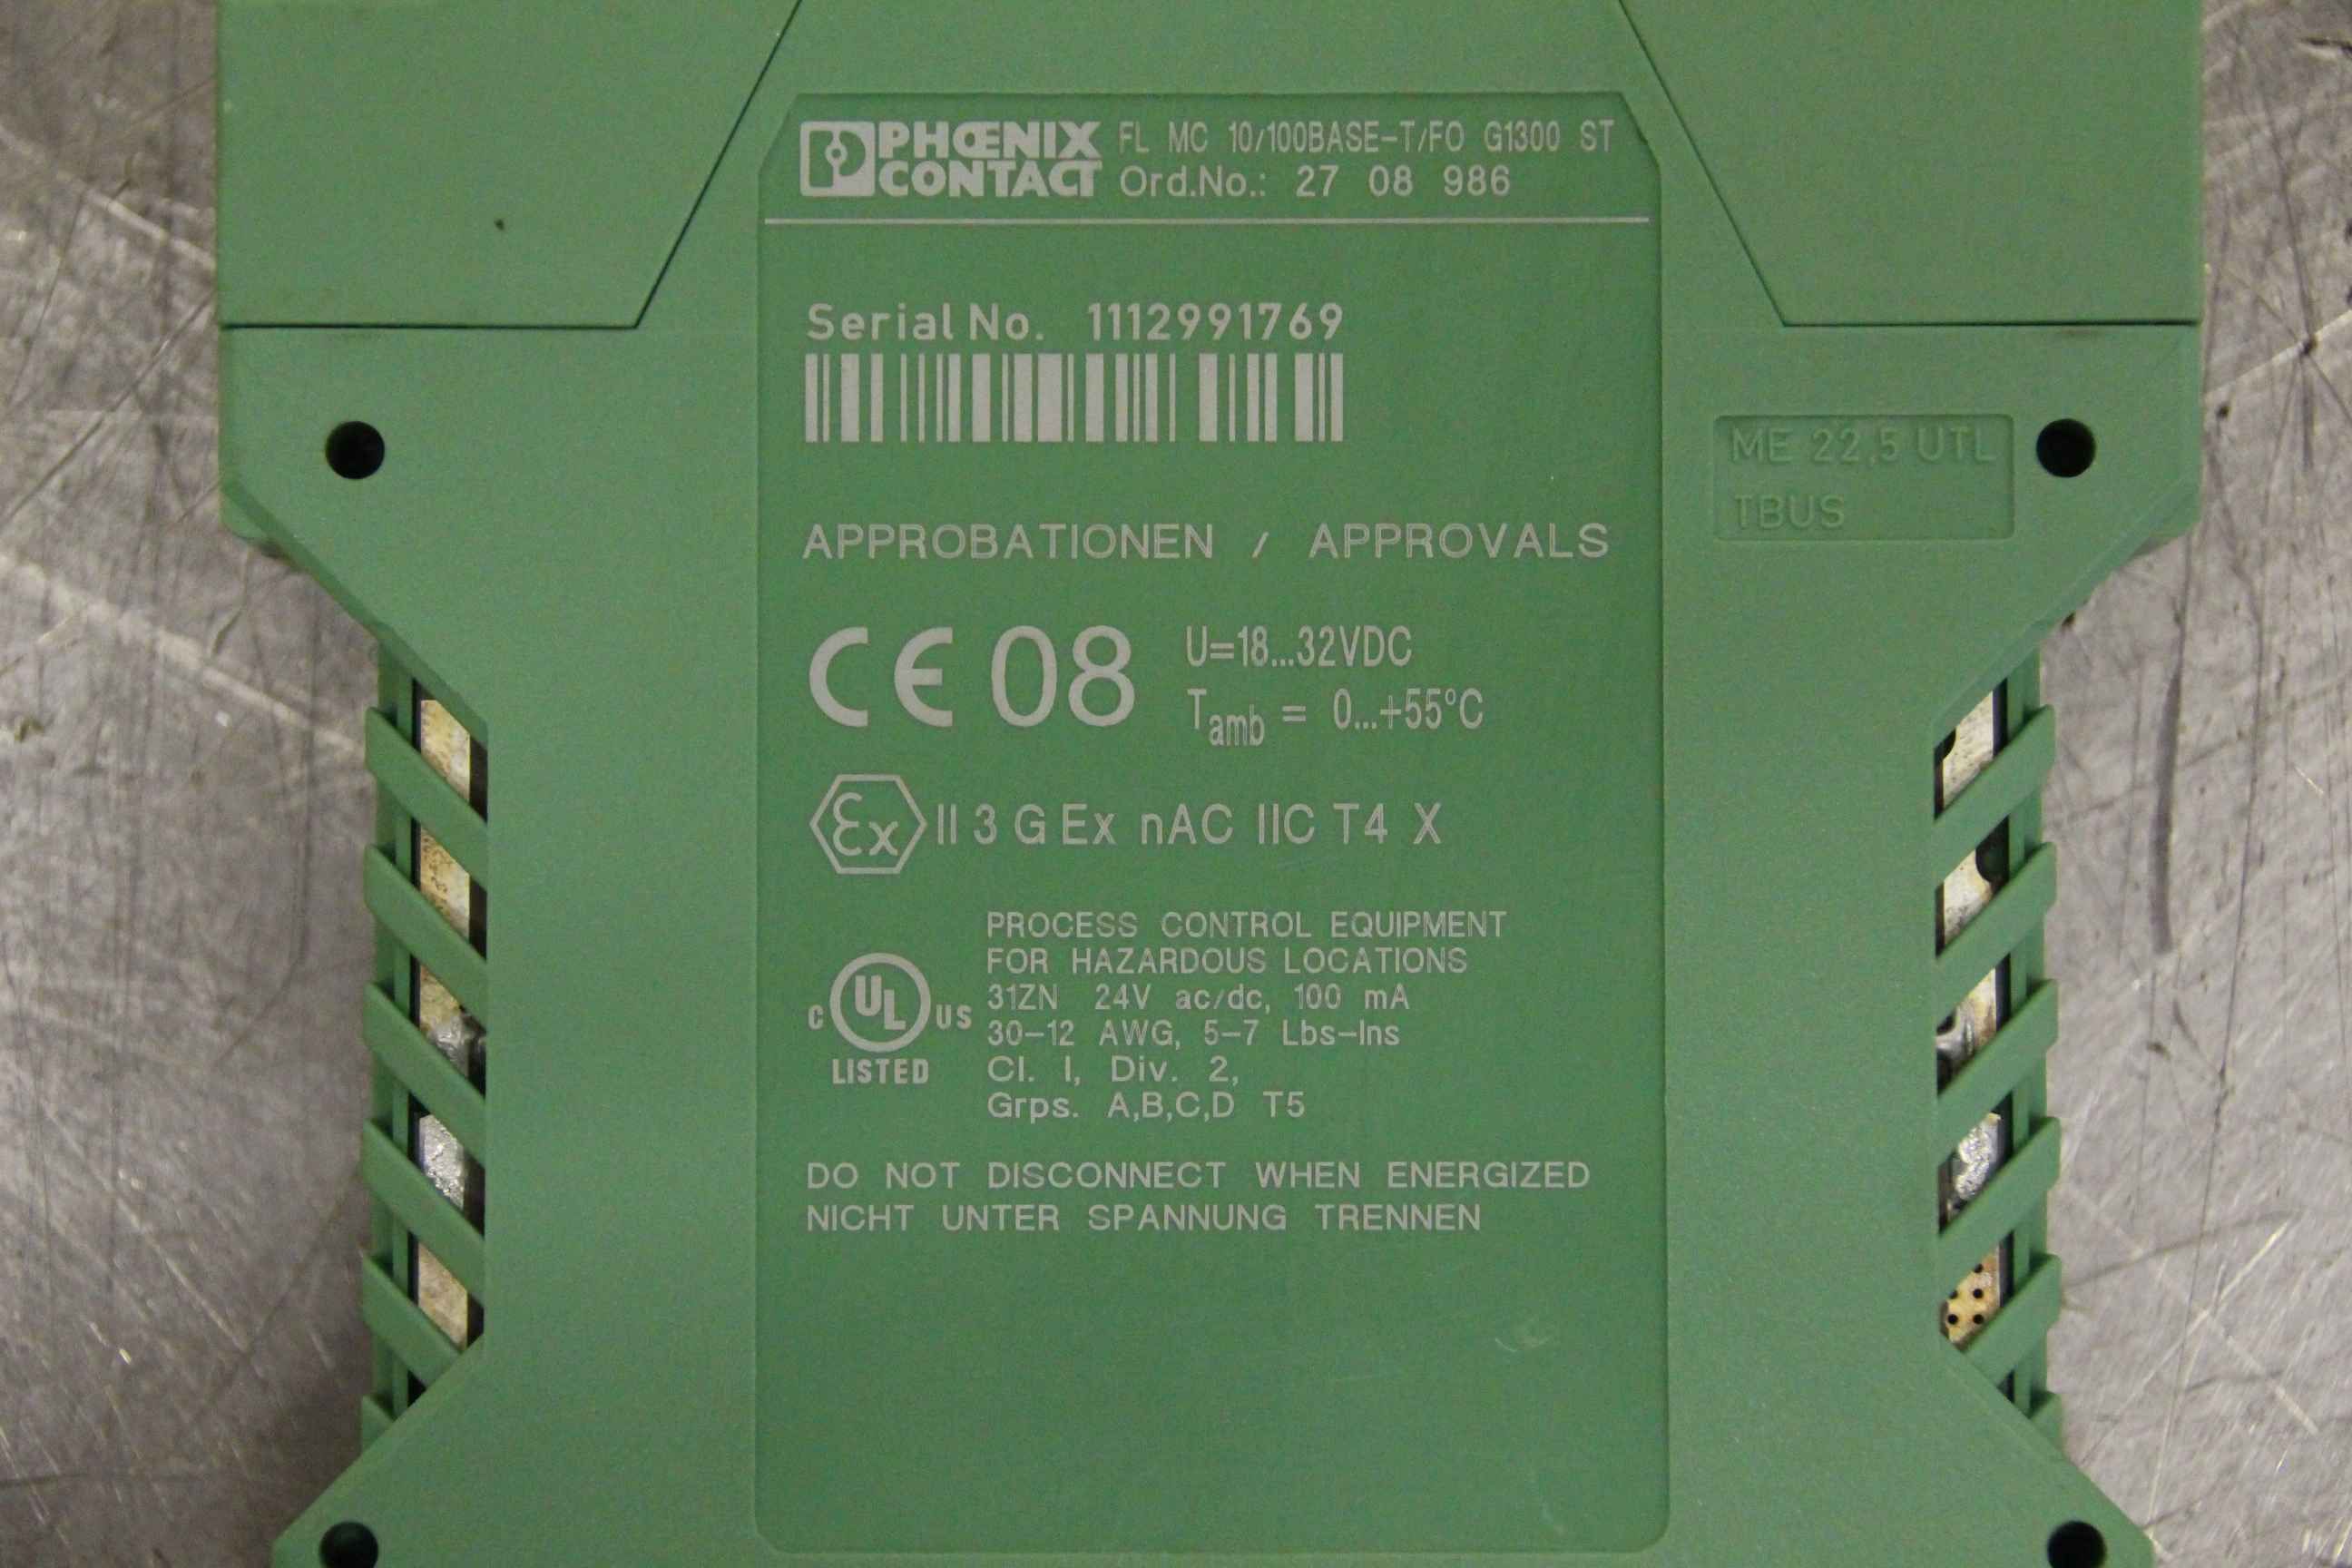 PHŒNIX CONTACT
FL MC 10/100BASE-T/FO G1300 ST
Ord.No.: 27 08 986
Serial No. 1112991769
ME 22,5 UTL
TBUS
APPROBATIONEN / APPROVALS
CE 08
U=18...32VDC
Tamb = 0...+55°C
Ex II 3 G Ex nAC IIC T4 X
PROCESS CONTROL EQUIPMENT
FOR HAZARDOUS LOCATIONS
31ZN 24V ac/dc, 100 mA
30-12 AWG, 5-7 Lbs-Ins
Cl. I, Div. 2,
Grps. A,B,C,D T5
C UL US
LISTED
DO NOT DISCONNECT WHEN ENERGIZED
NICHT UNTER SPANNUNG TRENNEN